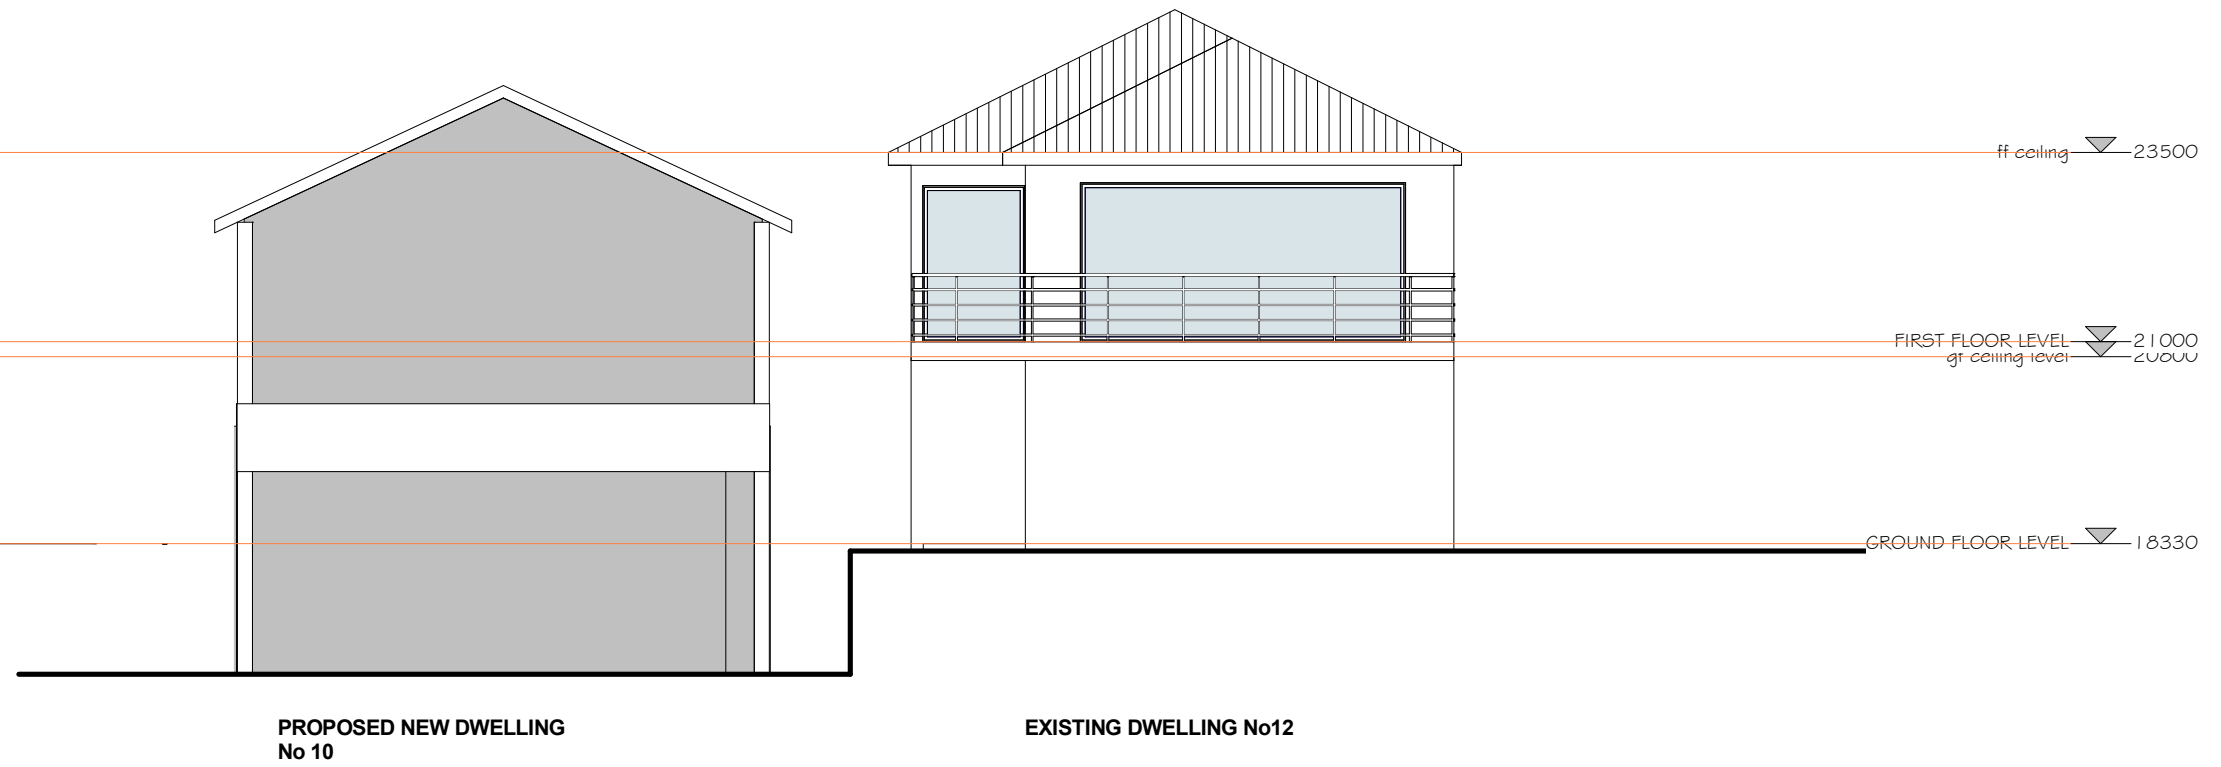 ff ceiling 23500
FIRST FLOOR LEVEL 21000
gf ceiling level 20800
GROUND FLOOR LEVEL 18330
PROPOSED NEW DWELLING
No 10
EXISTING DWELLING No12